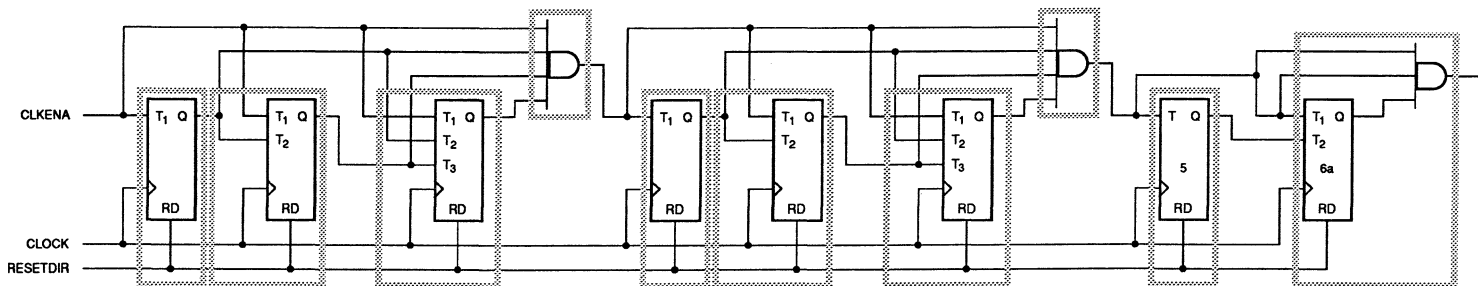 CLKENA
T1 Q
RD
T1 Q
T2
RD
T1 Q
T2
T3
RD
T1 Q
RD
T1 Q
T2
RD
T1 Q
T2
T3
RD
T Q
5
RD
T1 Q
T2
6a
RD
CLOCK
RESETDIR